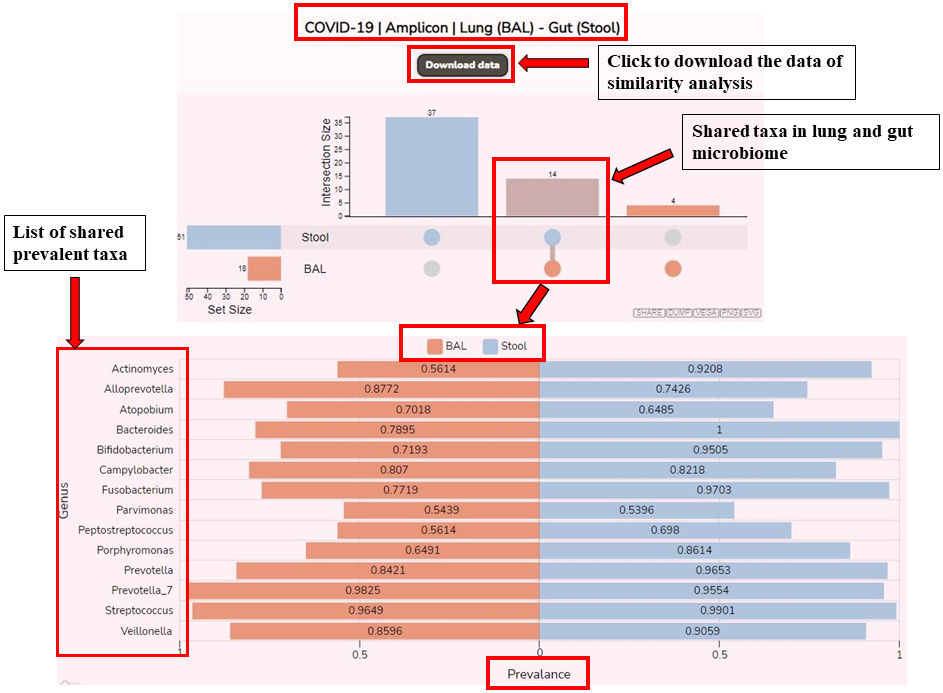 COVID-19 | Amplicon | Lung (BAL) - Gut (Stool)
Download data
Click to download the data of
similarity analysis
Shared taxa in lung and gut
microbiome
List of shared
prevalent taxa
Intersection Size
35
30
25
20
15
10
5
0
37
14
4
51
Stool
18
BAL
50 40 30 20 10 0
Set Size
SHARE DUMP VEGA PNG SVG
BAL Stool
Genus
Actinomyces 0.5614 0.9208
Alloprevotella 0.8772 0.7426
Atopobium 0.7018 0.6485
Bacteroides 0.7895 1
Bifidobacterium 0.7193 0.9505
Campylobacter 0.807 0.8218
Fusobacterium 0.7719 0.9703
Parvimonas 0.5439 0.5396
Peptostreptococcus 0.5614 0.698
Porphyromonas 0.6491 0.8614
Prevotella 0.8421 0.9653
Prevotella_7 0.9825 0.9554
Streptococcus 0.9649 0.9901
Veillonella 0.8596 0.9059
1 0.5 0 0.5 1
Prevalance